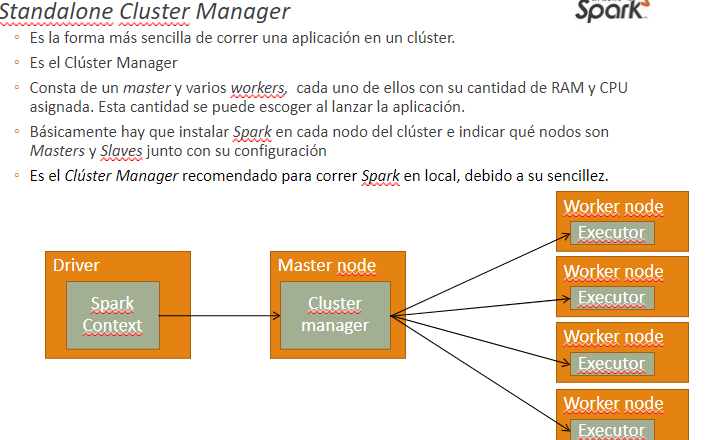 Standalone Cluster Manager
Spark
Es la forma más sencilla de correr una aplicación en un clúster.
Es el Clúster Manager
Consta de un master y varios workers, cada uno de ellos con su cantidad de RAM y CPU
asignada. Esta cantidad se puede escoger al lanzar la aplicación.
Básicamente hay que instalar Spark en cada nodo del clúster e indicar qué nodos son
Masters y Slaves junto con su configuración
Es el Clúster Manager recomendado para correr Spark en local, debido a su sencillez.
Driver
Spark
Context
Master node
Cluster
manager
Worker node
Executor
Worker node
Executor
Worker node
Executor
Worker node
Executor